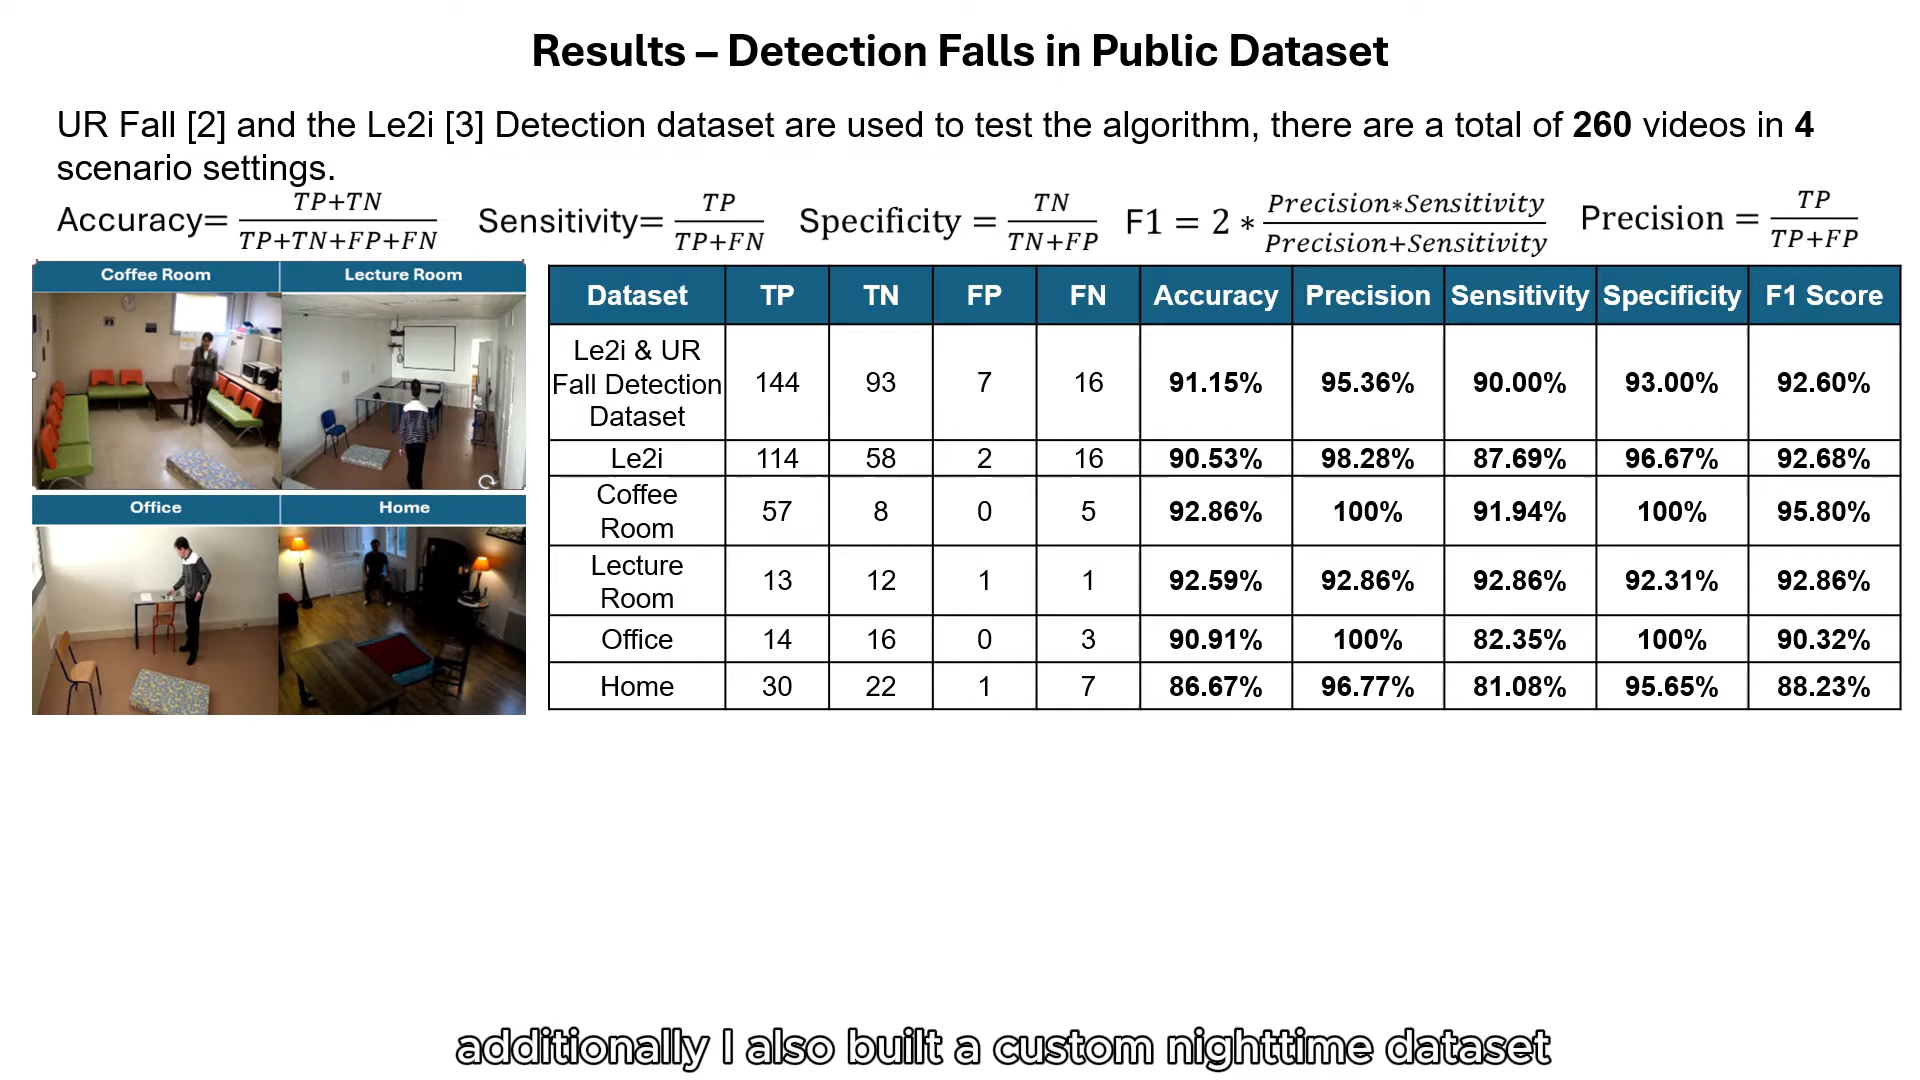 Results – Detection Falls in Public Dataset
UR Fall [2] and the Le2i [3] Detection dataset are used to test the algorithm, there are a total of 260 videos in 4
scenario settings.
Accuracy= TP+TN / TP+TN+FP+FN Sensitivity= TP / TP+FN Specificity = TN / TN+FP F1 = 2 * Precision*Sensitivity / Precision+Sensitivity Precision = TP / TP+FP
Coffee Room Lecture Room
Office Home
Dataset TP TN FP FN Accuracy Precision Sensitivity Specificity F1 Score
Le2i & UR
Fall Detection
Dataset
144 93 7 16 91.15% 95.36% 90.00% 93.00% 92.60%
Le2i 114 58 2 16 90.53% 98.28% 87.69% 96.67% 92.68%
Coffee
Room
57 8 0 5 92.86% 100% 91.94% 100% 95.80%
Lecture
Room
13 12 1 1 92.59% 92.86% 92.86% 92.31% 92.86%
Office 14 16 0 3 90.91% 100% 82.35% 100% 90.32%
Home 30 22 1 7 86.67% 96.77% 81.08% 95.65% 88.23%
additionally I also built a custom nighttime dataset